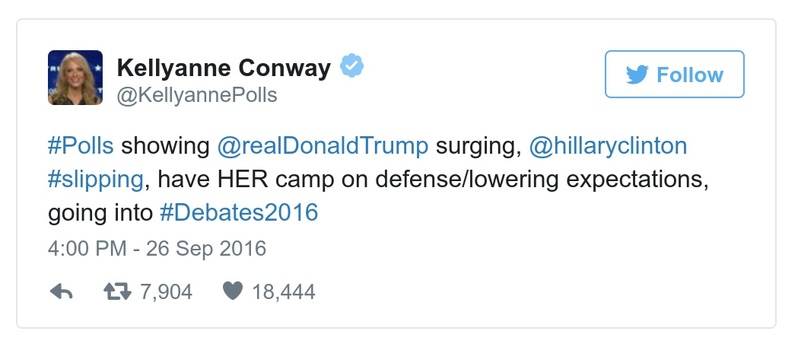 Kellyanne Conway
Follow
@KellyannePolls
#Polls showing @realDonaldTrump surging, @hillaryclinton
#slipping, have HER camp on defense/lowering expectations,
going into #Debates2016
4:00 PM - 26 Sep 2016
7,904 18,444